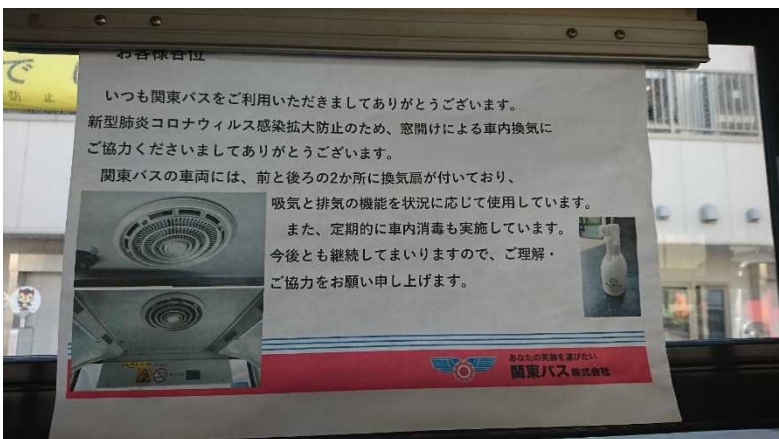 お客様各位
いつも関東バスをご利用いただきましてありがとうございます。
新型肺炎コロナウィルス感染拡大防止のため、窓開けによる車内換気に
ご協力くださいましてありがとうございます。
関東バスの車両には、前と後ろの2か所に換気扇が付いており、
吸気と排気の機能を状況に応じて使用しています。
また、定期的に車内消毒も実施しています。
今後とも継続してまいりますので、ご理解・
ご協力をお願い申し上げます。
あなたの笑顔を運びたい
関東バス株式会社
で
防止